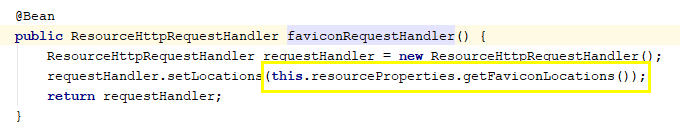 @Bean
public ResourceHttpRequestHandler faviconRequestHandler() {
ResourceHttpRequestHandler requestHandler = new ResourceHttpRequestHandler();
requestHandler.setLocations(this.resourceProperties.getFaviconLocations());
return requestHandler;
}